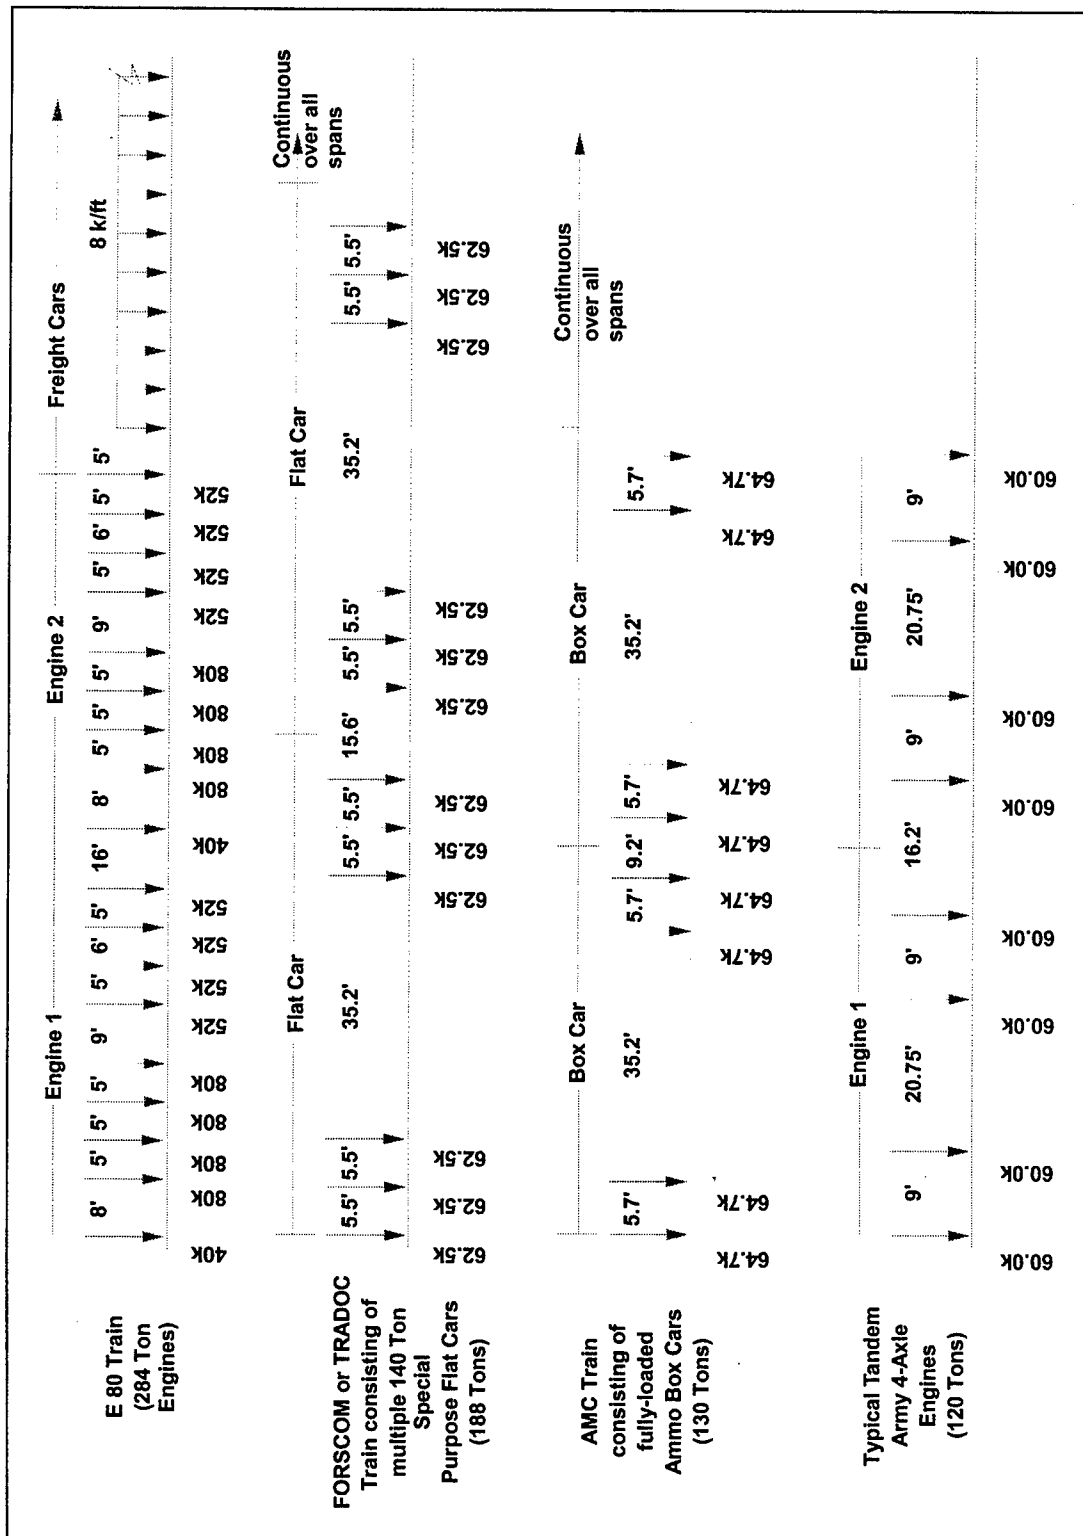 E 80 Train
(284 Ton
Engines)
Engine 1
Engine 2
Freight Cars
8'
5'
5'
5'
9'
5'
6'
5'
16'
8'
5'
5'
5'
9'
5'
6'
5'
5'
8 k/ft
40k
80k
80k
80k
80k
52k
52k
52k
52k
40k
80k
80k
80k
80k
52k
52k
52k
52k
FORSCOM or TRADOC
Train consisting of
multiple 140 Ton
Special
Purpose Flat Cars
(188 Tons)
Flat Car
Flat Car
Continuous
over all
spans
5.5'
5.5'
35.2'
5.5'
5.5'
15.6'
5.5'
5.5'
35.2'
5.5'
5.5'
62.5k
62.5k
62.5k
62.5k
62.5k
62.5k
62.5k
62.5k
62.5k
62.5k
62.5k
62.5k
AMC Train
consisting of
fully-loaded
Ammo Box Cars
(130 Tons)
Box Car
Box Car
Continuous
over all
spans
5.7'
35.2'
5.7'
9.2'
5.7'
35.2'
5.7'
64.7k
64.7k
64.7k
64.7k
64.7k
64.7k
64.7k
64.7k
Typical Tandem
Army 4-Axle
Engines
(120 Tons)
Engine 1
Engine 2
9'
20.75'
9'
16.2'
9'
20.75'
9'
60.0k
60.0k
60.0k
60.0k
60.0k
60.0k
60.0k
60.0k